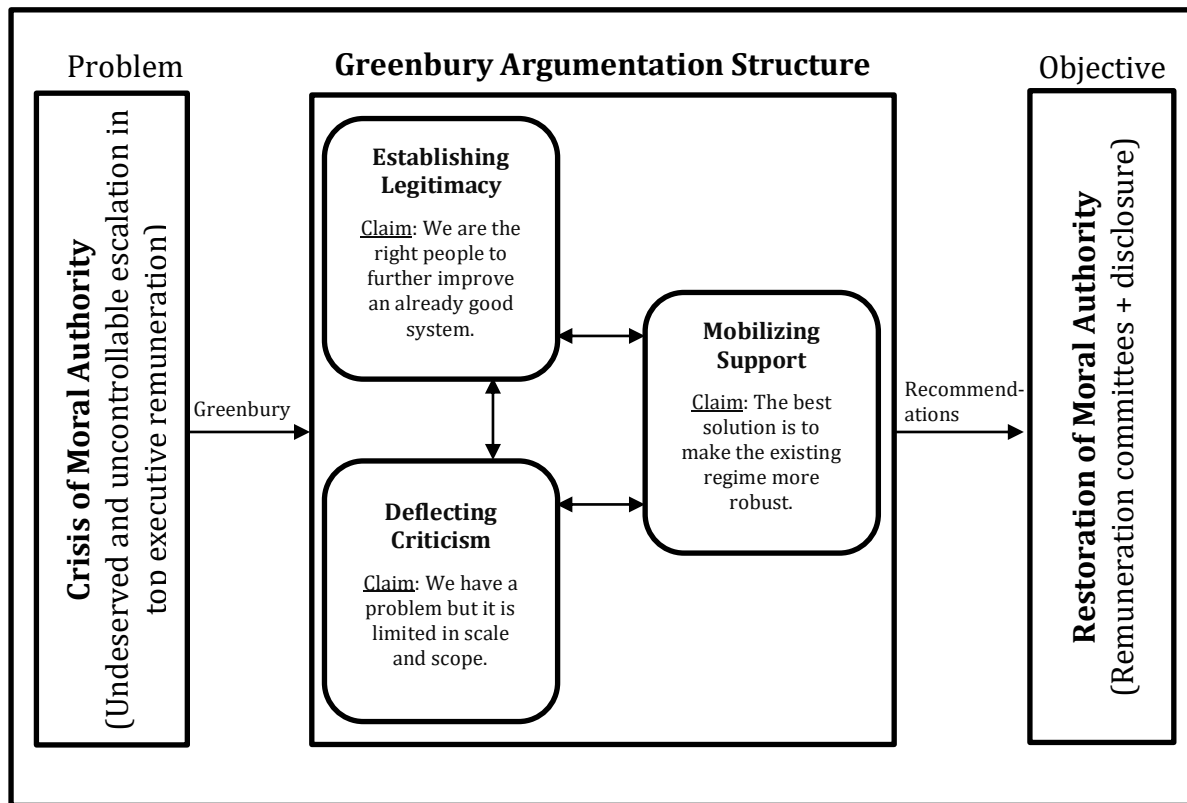 Problem
Greenbury Argumentation Structure
Objective
Crisis of Moral Authority
(Undeserved and uncontrollable escalation in
top executive remuneration)
Greenbury
Establishing
Legitimacy
Claim: We are the
right people to
further improve
an already good
system.
Deflecting
Criticism
Claim: We have a
problem but it is
limited in scale
and scope.
Mobilizing
Support
Claim: The best
solution is to
make the existing
regime more
robust.
Recommend-
ations
Restoration of Moral Authority
(Remuneration committees + disclosure)